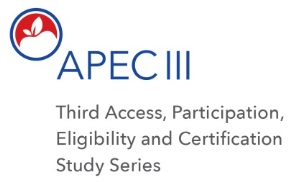 APEC III
Third Access, Participation,
Eligibility and Certification
Study Series